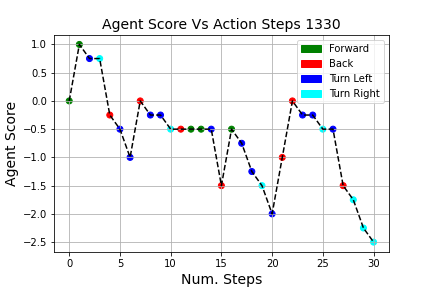 Agent Score Vs Action Steps 1330
Forward
Back
Turn Left
Turn Right
1.0
0.5
0.0
−0.5
−1.0
−1.5
−2.0
−2.5
Agent Score
0 5 10 15 20 25 30
Num. Steps